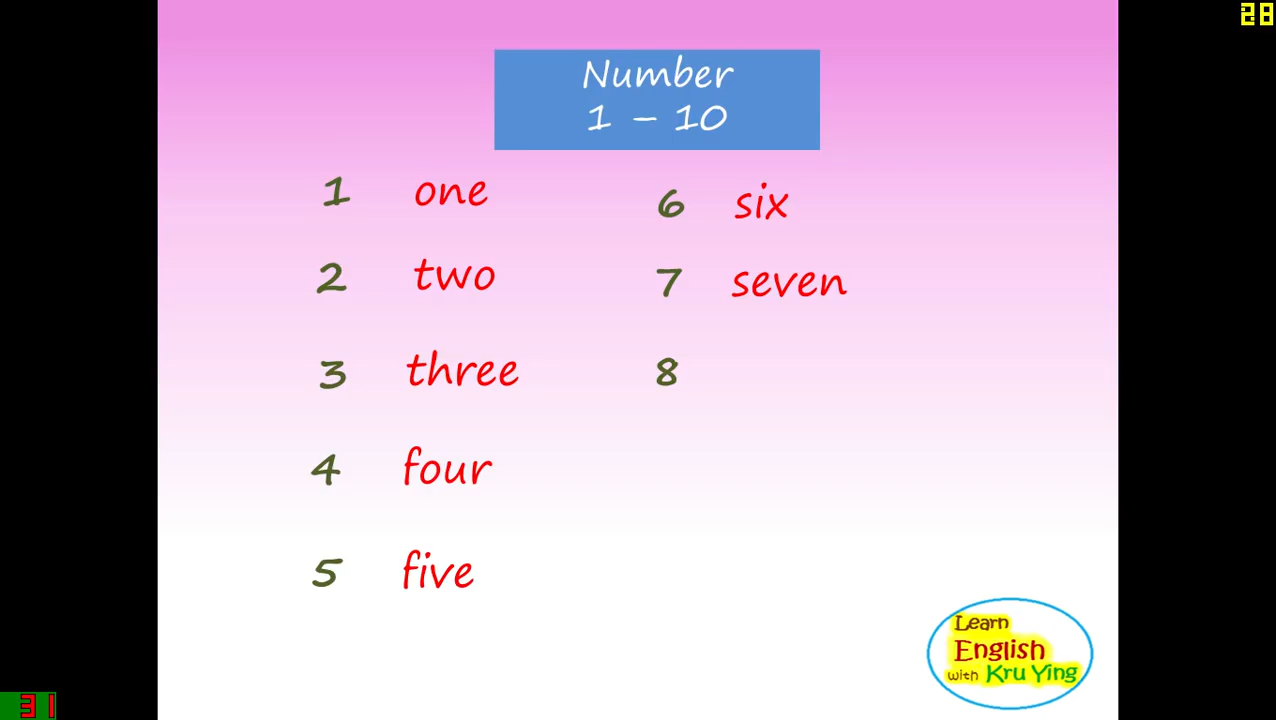 28
Number
1 – 10
1 one
2 two
3 three
4 four
5 five
6 six
7 seven
8
Learn
English
with Kru Ying
31